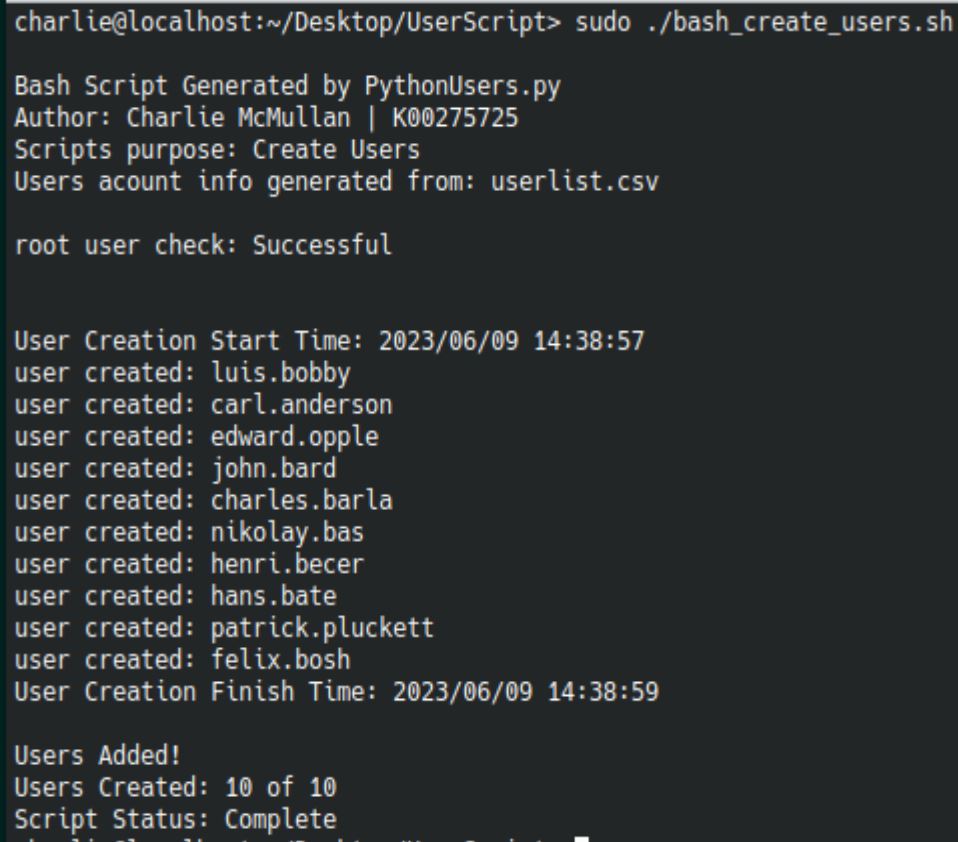 charlie@localhost:~/Desktop/UserScript> sudo ./bash_create_users.sh
Bash Script Generated by PythonUsers.py
Author: Charlie McMullan | K00275725
Scripts purpose: Create Users
Users acount info generated from: userlist.csv
root user check: Successful
User Creation Start Time: 2023/06/09 14:38:57
user created: luis.bobby
user created: carl.anderson
user created: edward.opple
user created: john.bard
user created: charles.barla
user created: nikolay.bas
user created: henri.becer
user created: hans.bate
user created: patrick.pluckett
user created: felix.bosh
User Creation Finish Time: 2023/06/09 14:38:59
Users Added!
Users Created: 10 of 10
Script Status: Complete